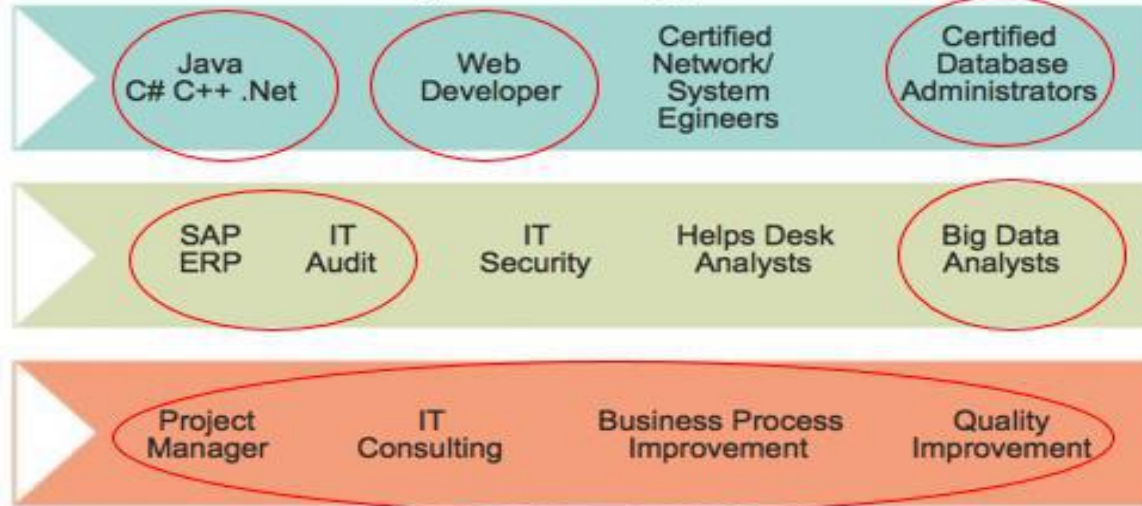 Java
C# C++ .Net
Web
Developer
Certified
Network/
System
Egineers
Certified
Database
Administrators
SAP
ERP
IT
Audit
IT
Security
Helps Desk
Analysts
Big Data
Analysts
Project
Manager
IT
Consulting
Business Process
Improvement
Quality
Improvement